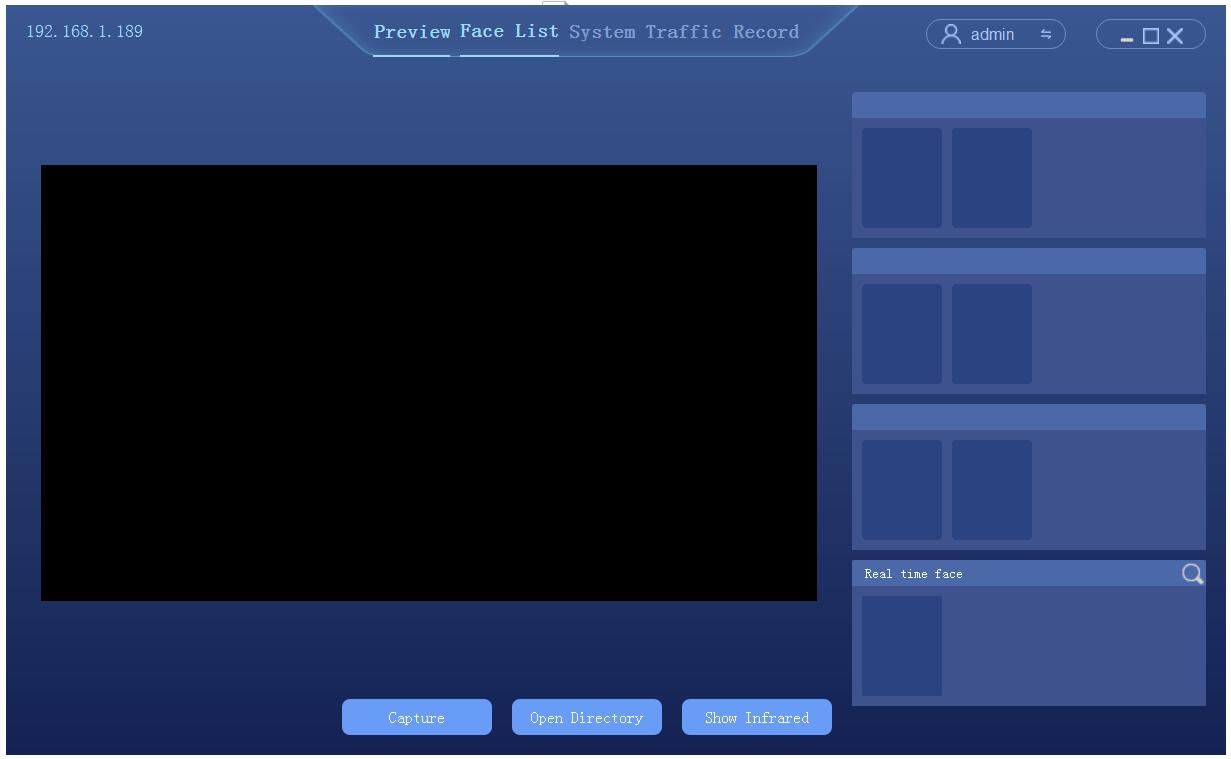 192.168.1.189
Preview Face List System Traffic Record
admin
Real time face
Capture
Open Directory
Show Infrared